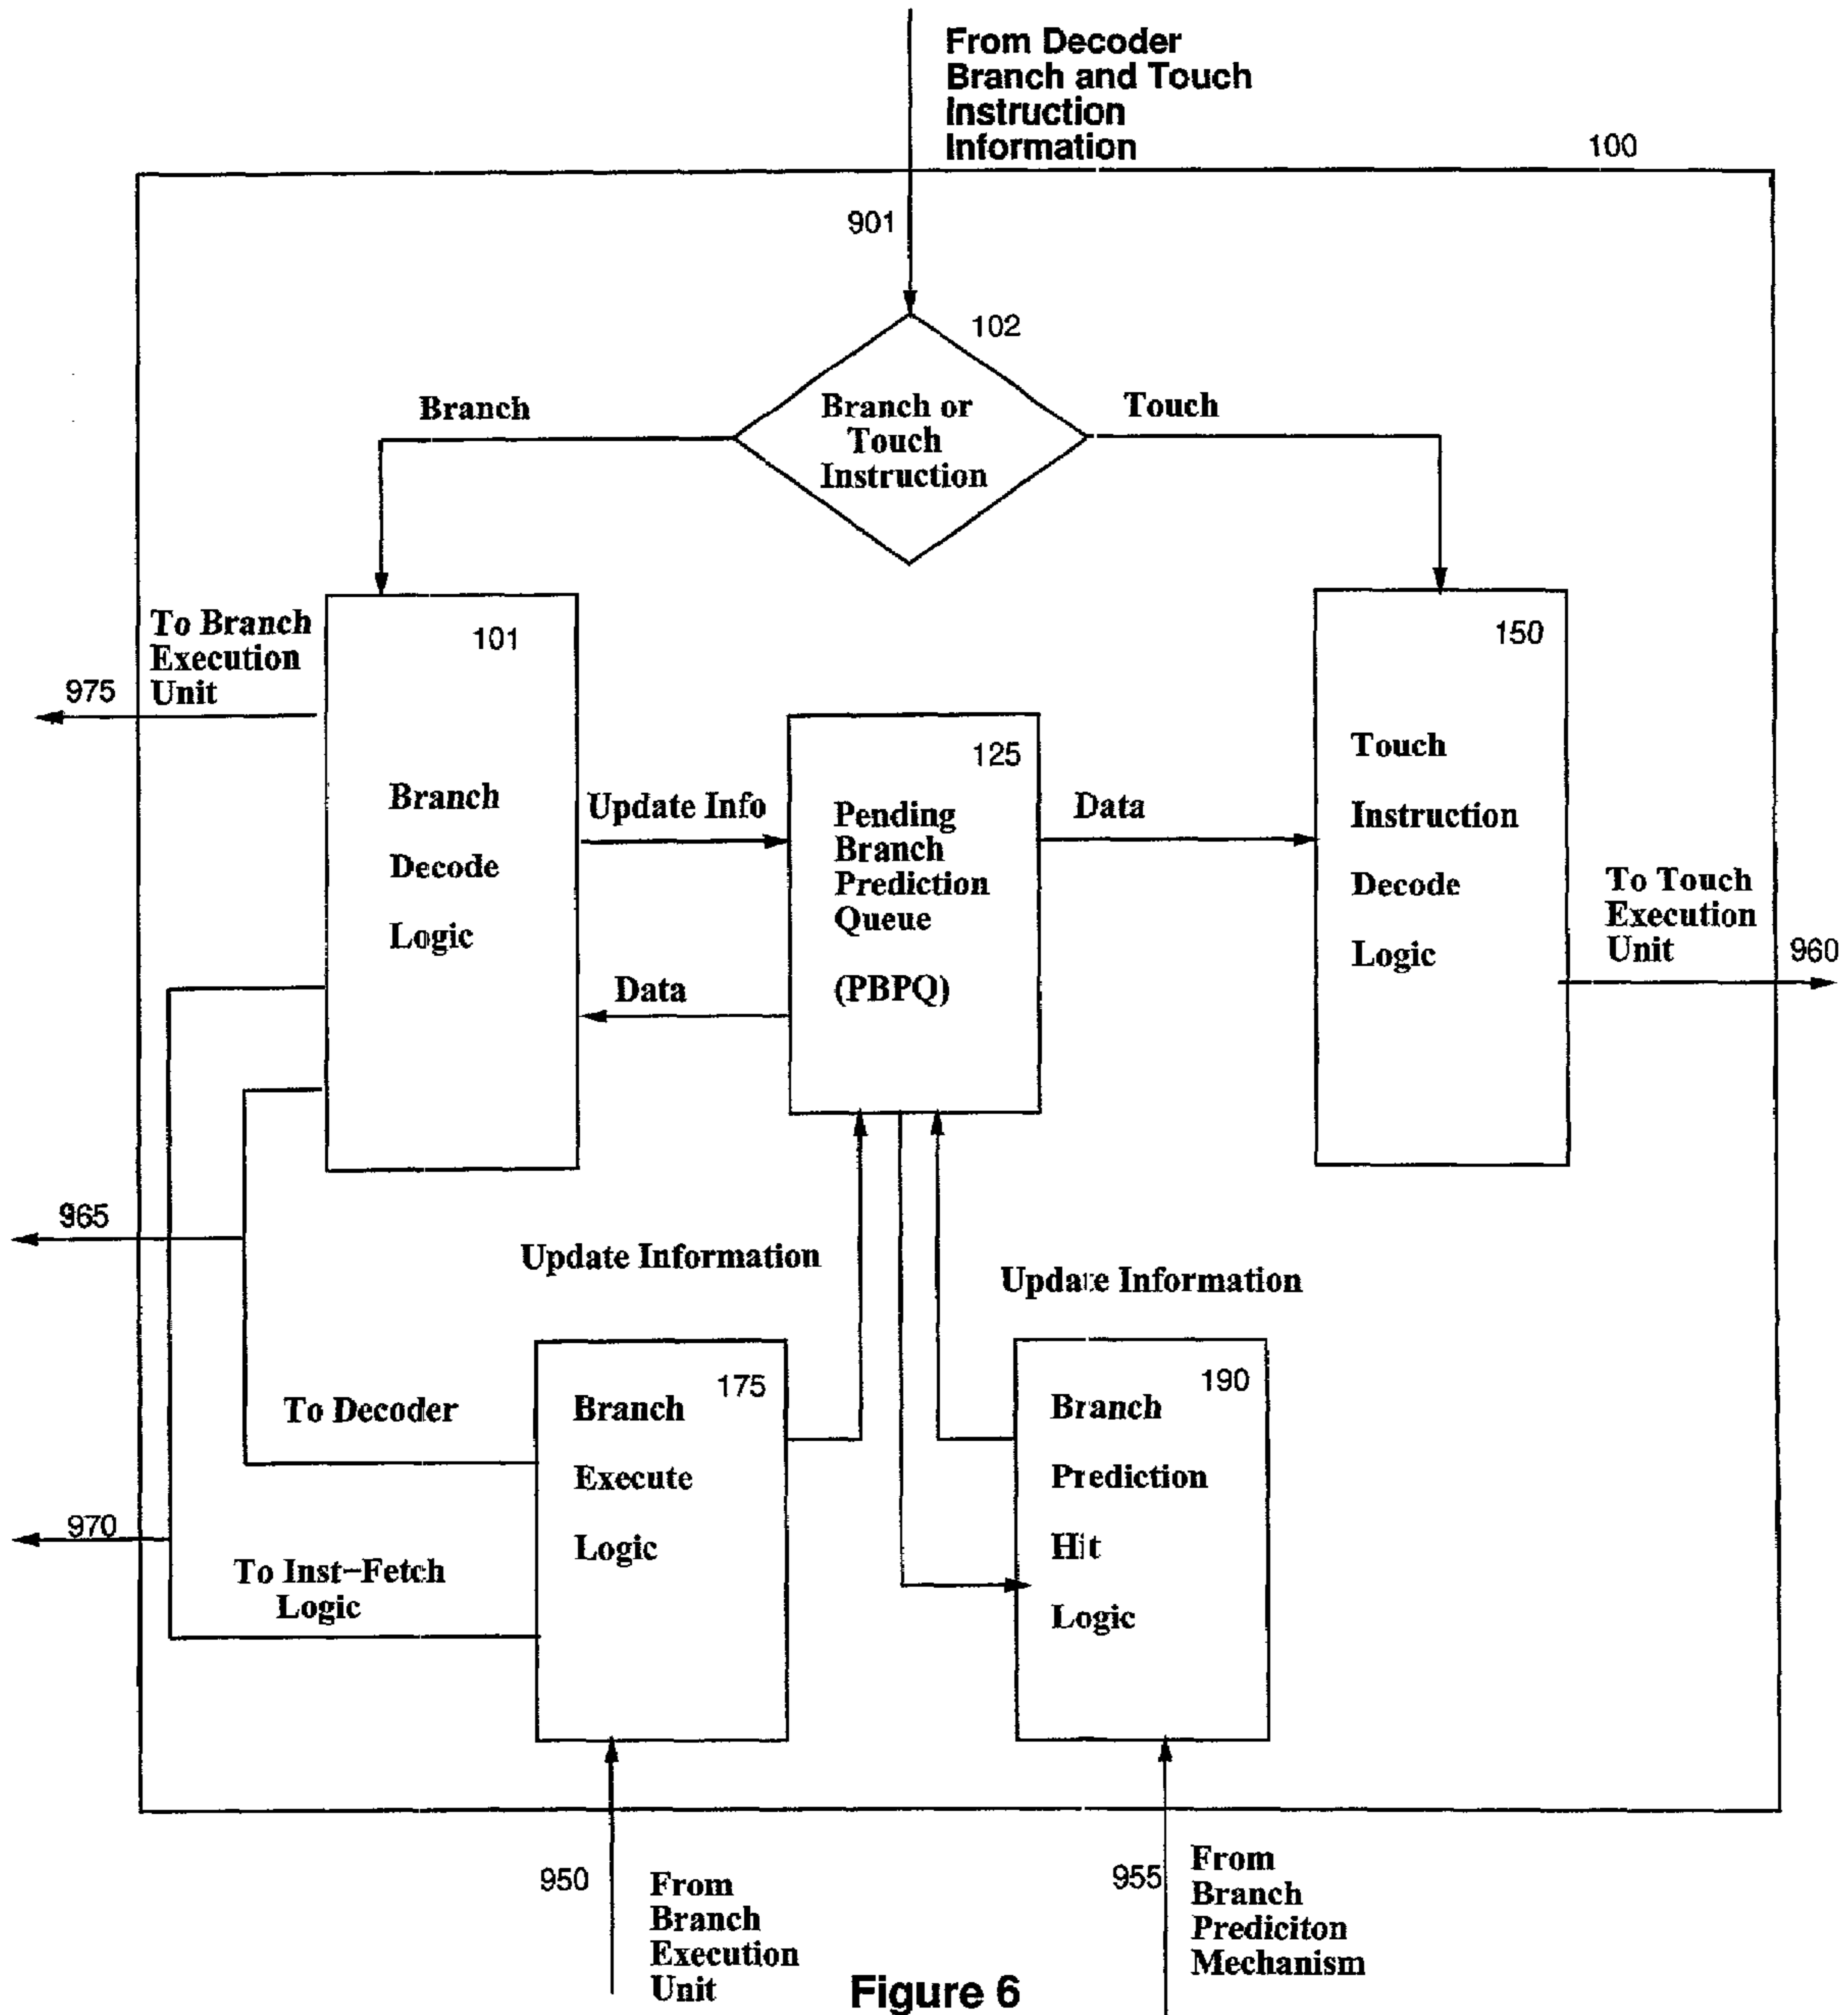 From Decoder
Branch and Touch
Instruction
Information
100
901
102
Branch
Branch or
Touch
Instruction
Touch
To Branch
Execution
Unit
975
101
Branch
Decode
Logic
Update Info
Data
125
Pending
Branch
Prediction
Queue
(PBPQ)
Data
150
Touch
Instruction
Decode
Logic
To Touch
Execution
Unit
960
965
Update Information
Update Information
To Decoder
175
Branch
Execute
Logic
190
Branch
Prediction
Hit
Logic
970
To Inst-Fetch
Logic
950
From
Branch
Execution
Unit
955
From
Branch
Prediciton
Mechanism
Figure 6